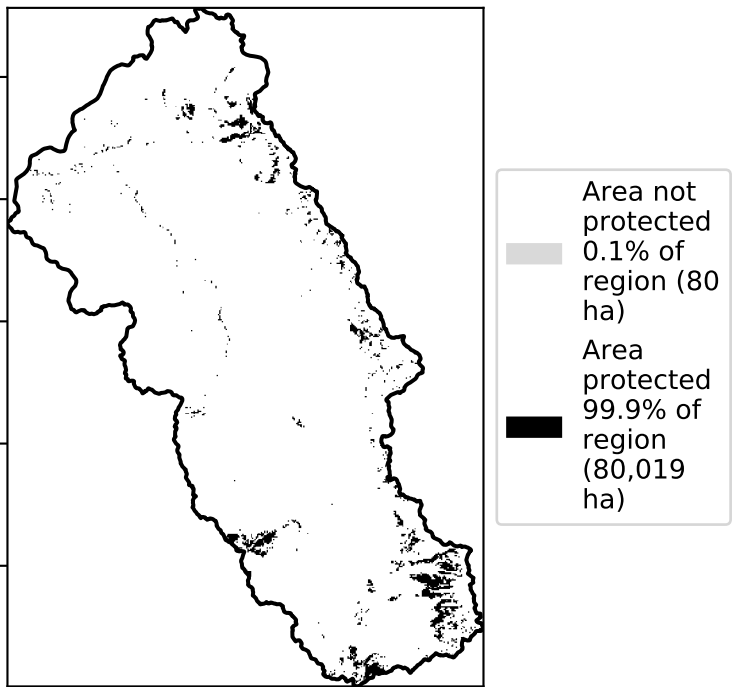 Area not
protected
0.1% of
region (80
ha)
Area
protected
99.9% of
region
(80,019
ha)